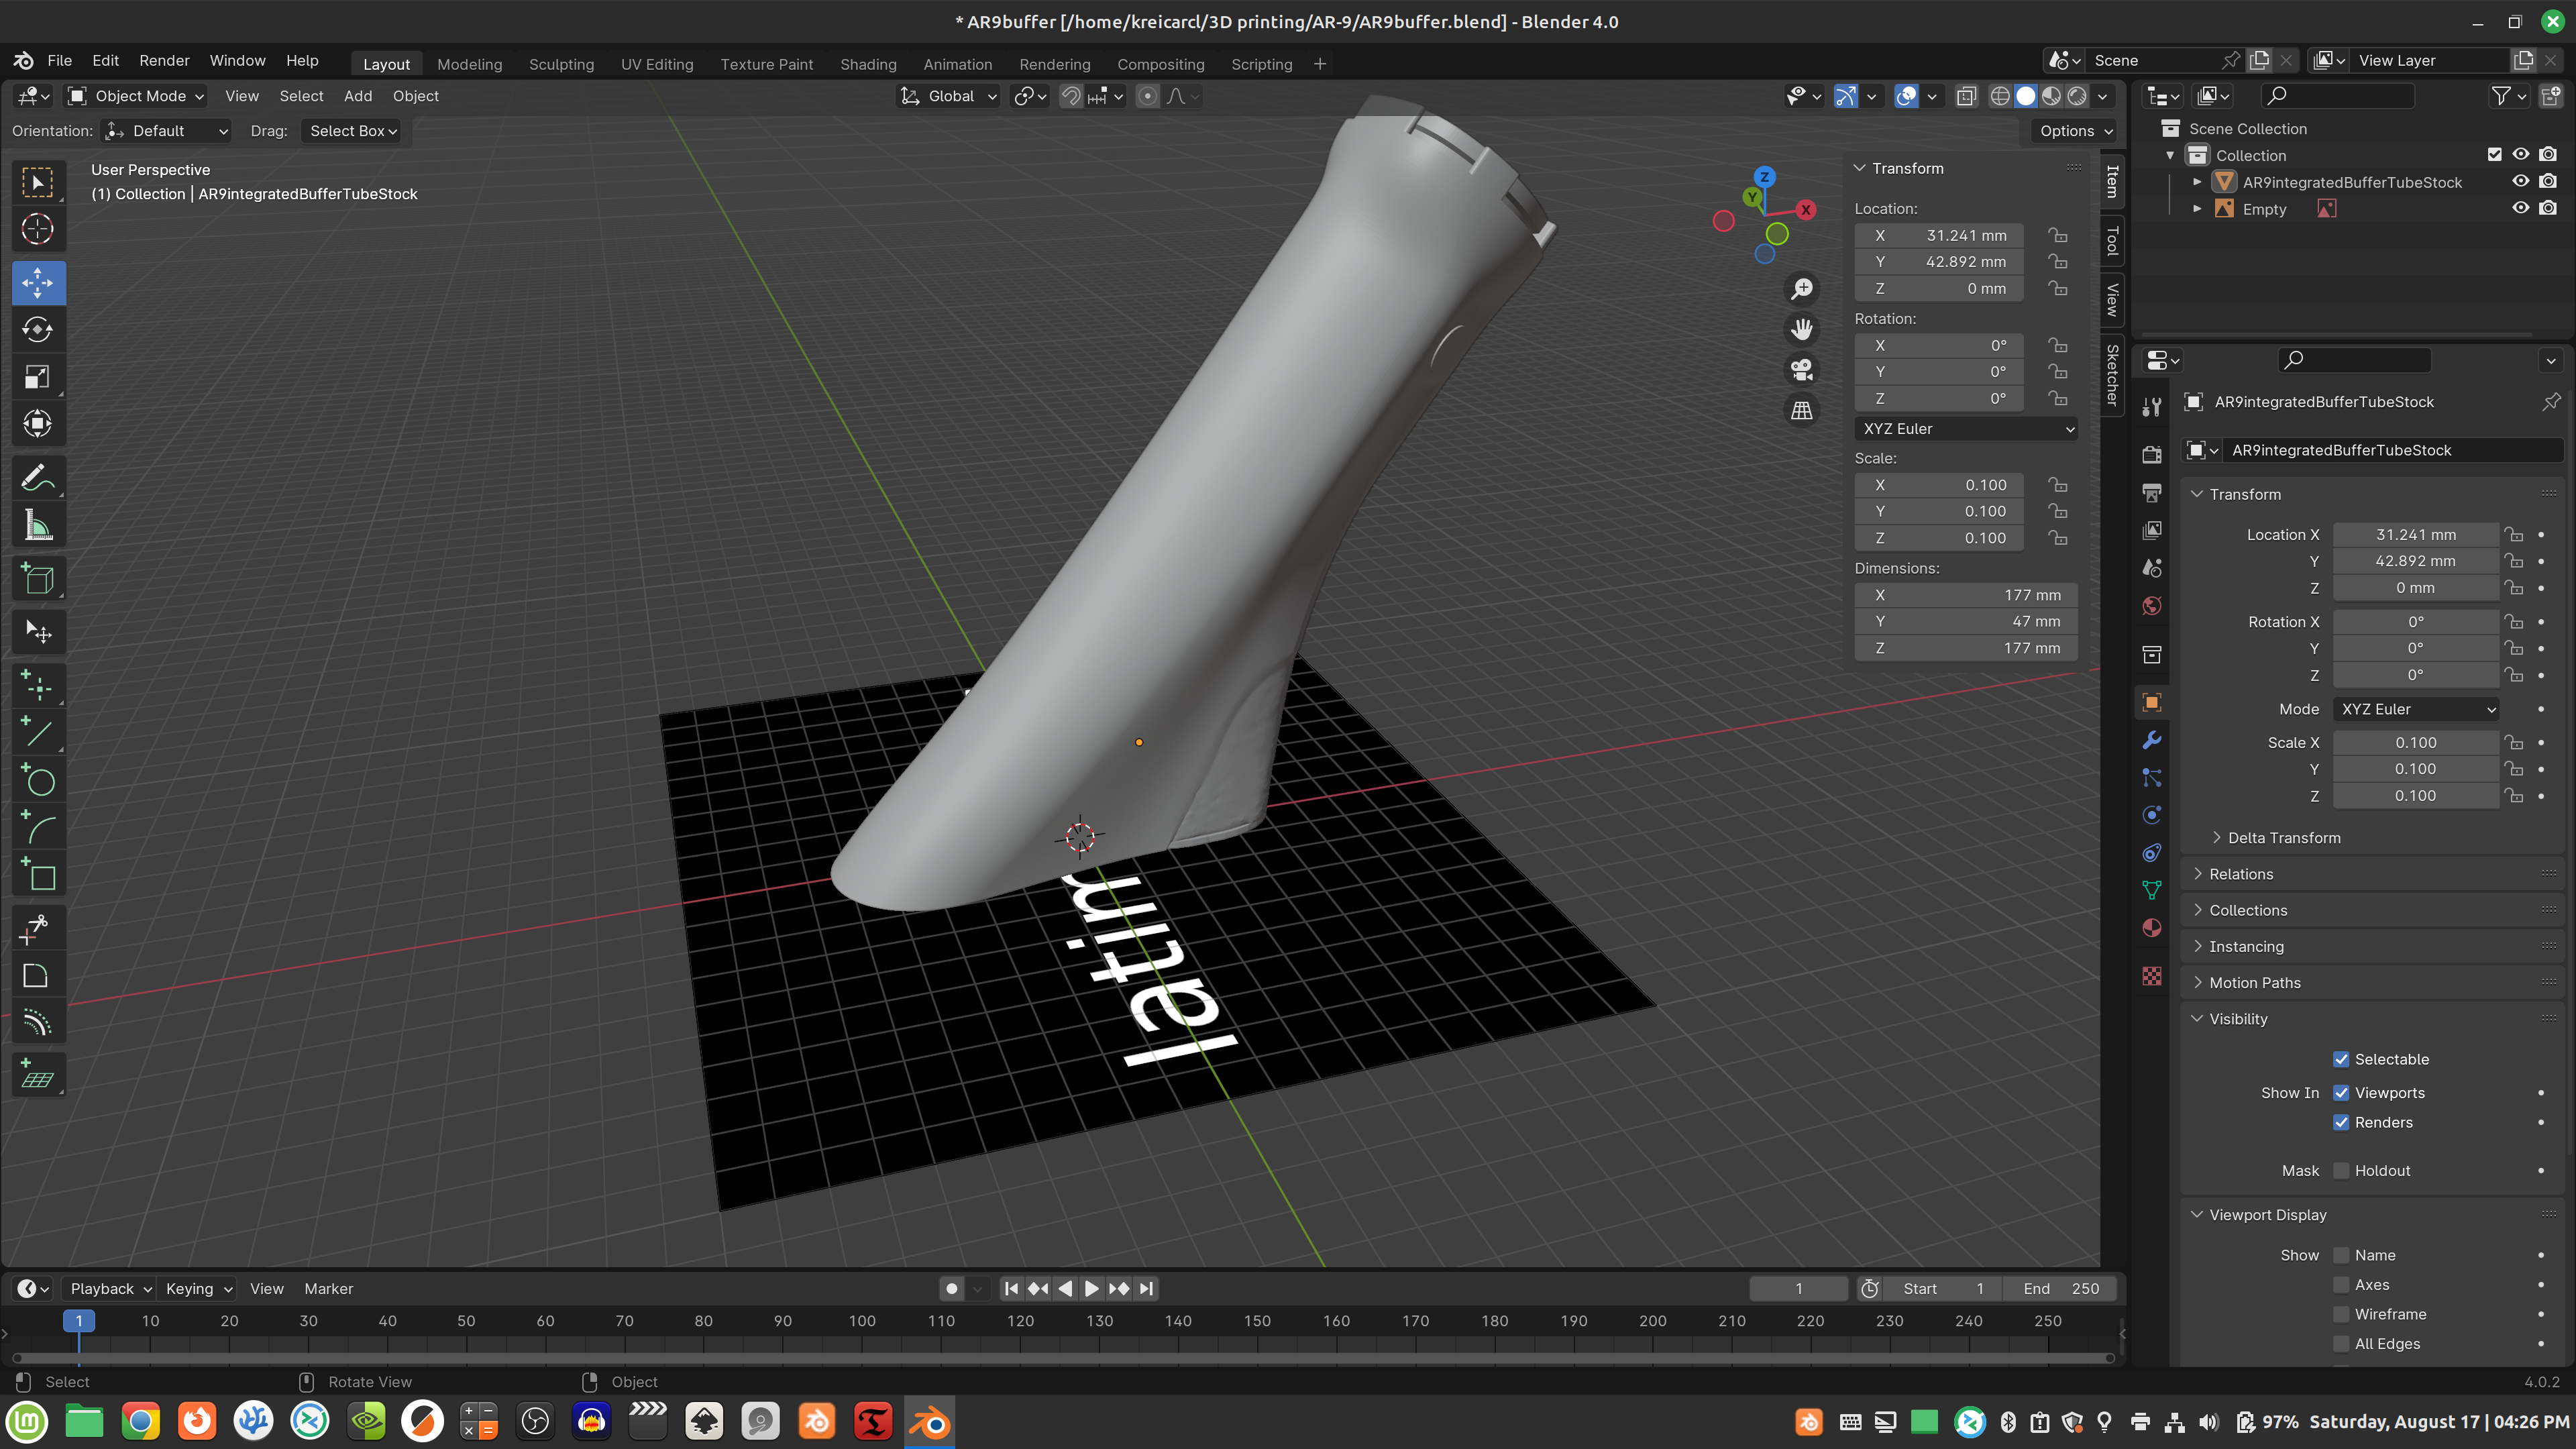 * AR9buffer [/home/kreicarcl/3D printing/AR-9/AR9buffer.blend] - Blender 4.0
File Edit Render Window Help Layout Modeling Sculpting UV Editing Texture Paint Shading Animation Rendering Compositing Scripting + Scene View Layer
Object Mode View Select Add Object Global
Orientation: Default Drag: Select Box Options
User Perspective
(1) Collection | AR9integratedBufferTubeStock
Z
Y
X
Transform
Location:
X 31.241 mm
Y 42.892 mm
Z 0 mm
Rotation:
X 0°
Y 0°
Z 0°
XYZ Euler
Scale:
X 0.100
Y 0.100
Z 0.100
Dimensions:
X 177 mm
Y 47 mm
Z 177 mm
Item
Tool
View
Sketcher
Scene Collection
Collection
AR9integratedBufferTubeStock
Empty
AR9integratedBufferTubeStock
AR9integratedBufferTubeStock
Transform
Location X 31.241 mm
Y 42.892 mm
Z 0 mm
Rotation X 0°
Y 0°
Z 0°
Mode XYZ Euler
Scale X 0.100
Y 0.100
Z 0.100
Delta Transform
Relations
Collections
Instancing
Motion Paths
Visibility
Selectable
Show In Viewports
Renders
Mask Holdout
Viewport Display
Show Name
Axes
Wireframe
All Edges
Playback Keying View Marker 1 Start 1 End 250
1 10 20 30 40 50 60 70 80 90 100 110 120 130 140 150 160 170 180 190 200 210 220 230 240 250
Select Rotate View Object 4.0.2
97% Saturday, August 17 | 04:26 PM